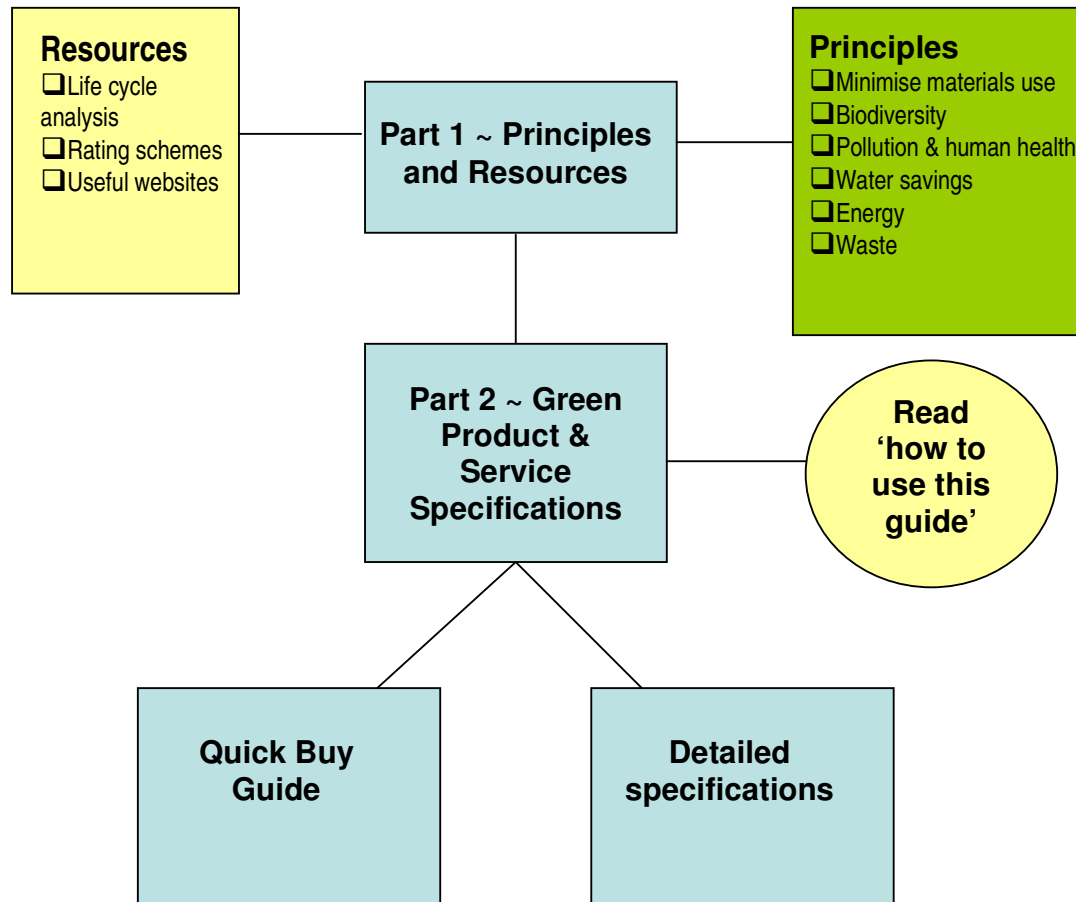 Resources
❑Life cycle
analysis
❑Rating schemes
❑Useful websites
Part 1 ~ Principles
and Resources
Principles
❑Minimise materials use
❑Biodiversity
❑Pollution & human health
❑Water savings
❑Energy
❑Waste
Part 2 ~ Green
Product &
Service
Specifications
Read
‘how to
use this
guide’
Quick Buy
Guide
Detailed
specifications